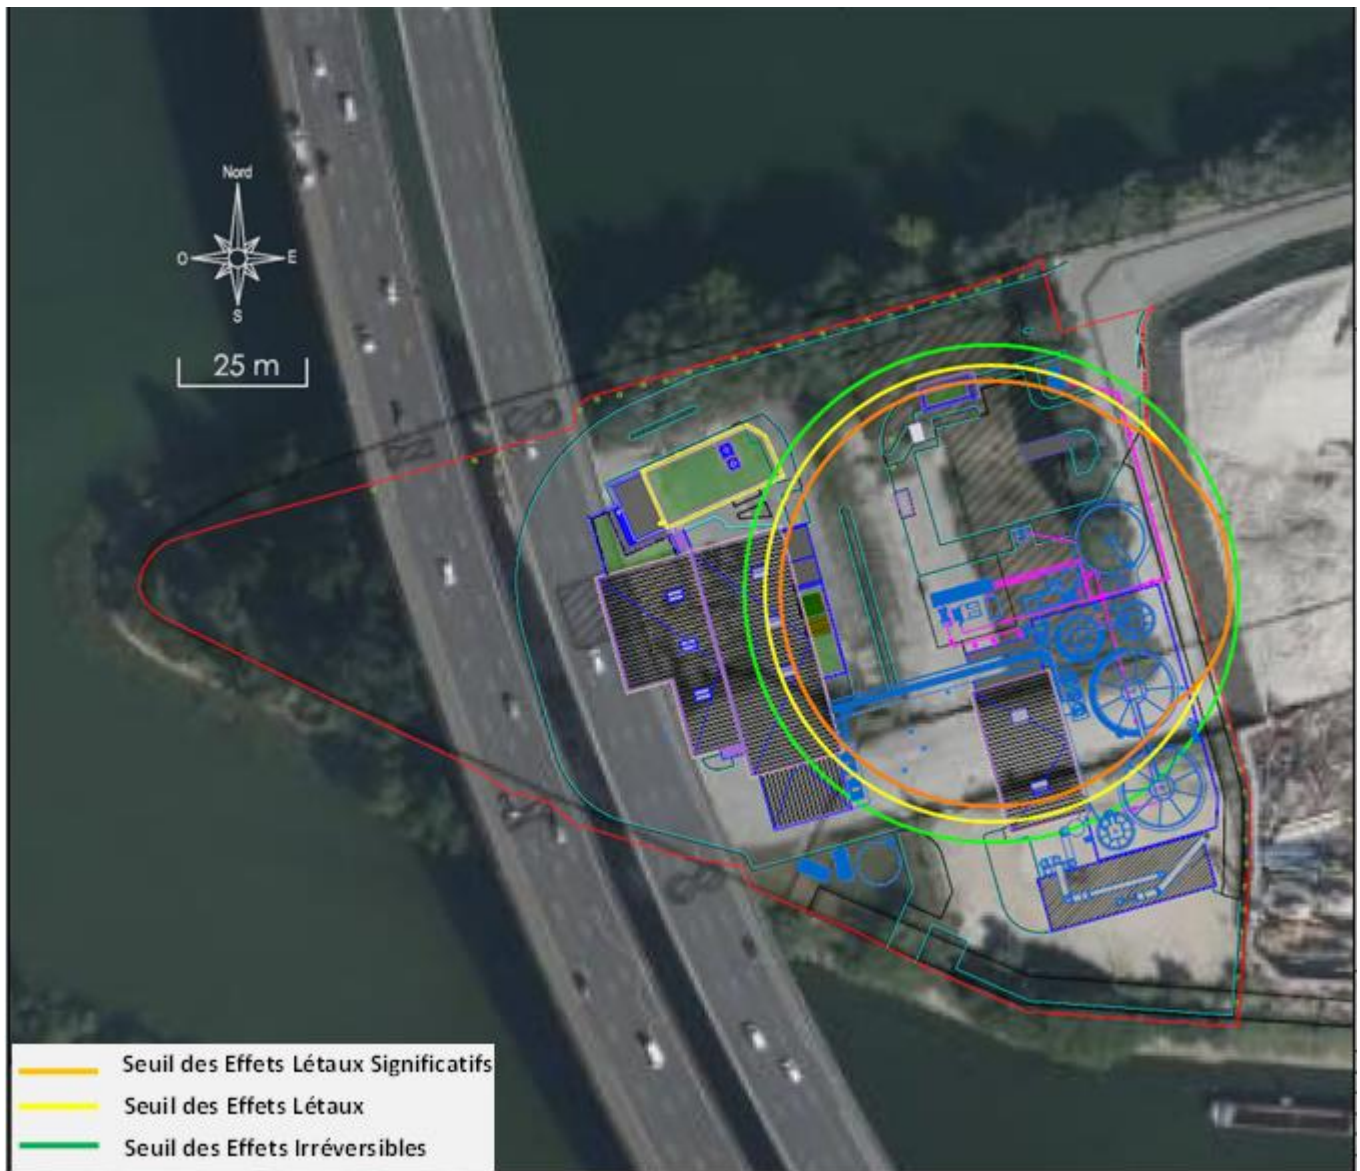 Nord
O E
S
25 m
Seuil des Effets Létaux Significatifs
Seuil des Effets Létaux
Seuil des Effets Irréversibles